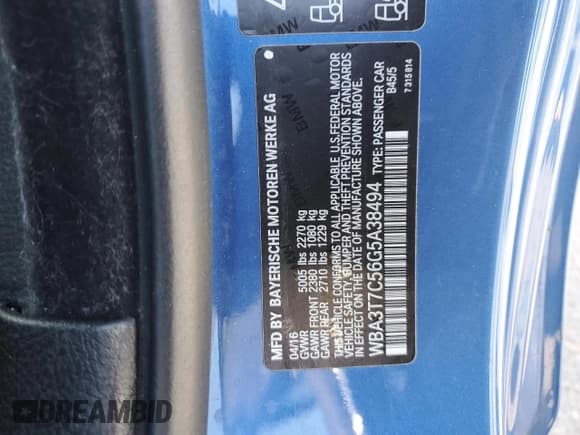 MFD BY BAYERISCHE MOTOREN WERKE AG
04/16
GVWR 5005 lbs 2270 kg
GAWR FRONT 2380 lbs 1080 kg
GAWR REAR 2710 lbs 1229 kg
THIS VEHICLE CONFORMS TO ALL APPLICABLE U.S. FEDERAL MOTOR
VEHICLE SAFETY, BUMPER AND THEFT PREVENTION STANDARDS
IN EFFECT ON THE DATE OF MANUFACTURE SHOWN ABOVE.
WBA3T7C56G5A38494 TYPE: PASSENGER CAR
B45/5
7 315 814
BMW
BMW
DREAMBID